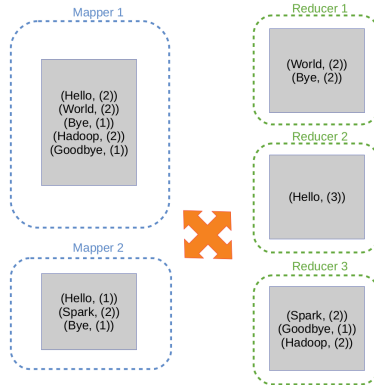 Mapper 1
(Hello, (2))
(World, (2))
(Bye, (1))
(Hadoop, (2))
(Goodbye, (1))
Mapper 2
(Hello, (1))
(Spark, (2))
(Bye, (1))
Reducer 1
(World, (2))
(Bye, (2))
Reducer 2
(Hello, (3))
Reducer 3
(Spark, (2))
(Goodbye, (1))
(Hadoop, (2))